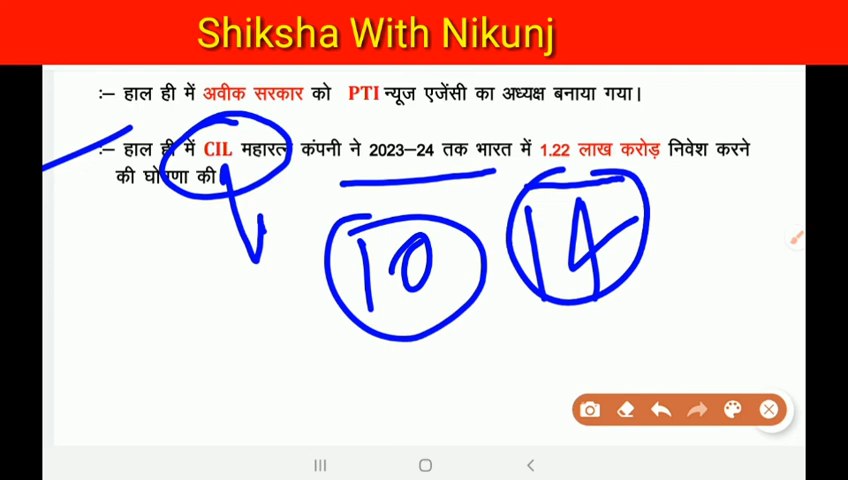 Shiksha With Nikunj
:– हाल ही में अवीक सरकार को PTI न्यूज एजेंसी का अध्यक्ष बनाया गया।
:– हाल ही में CIL महारत्न कंपनी ने 2023–24 तक भारत में 1.22 लाख करोड़ निवेश करने
की घोषणा की
10 14